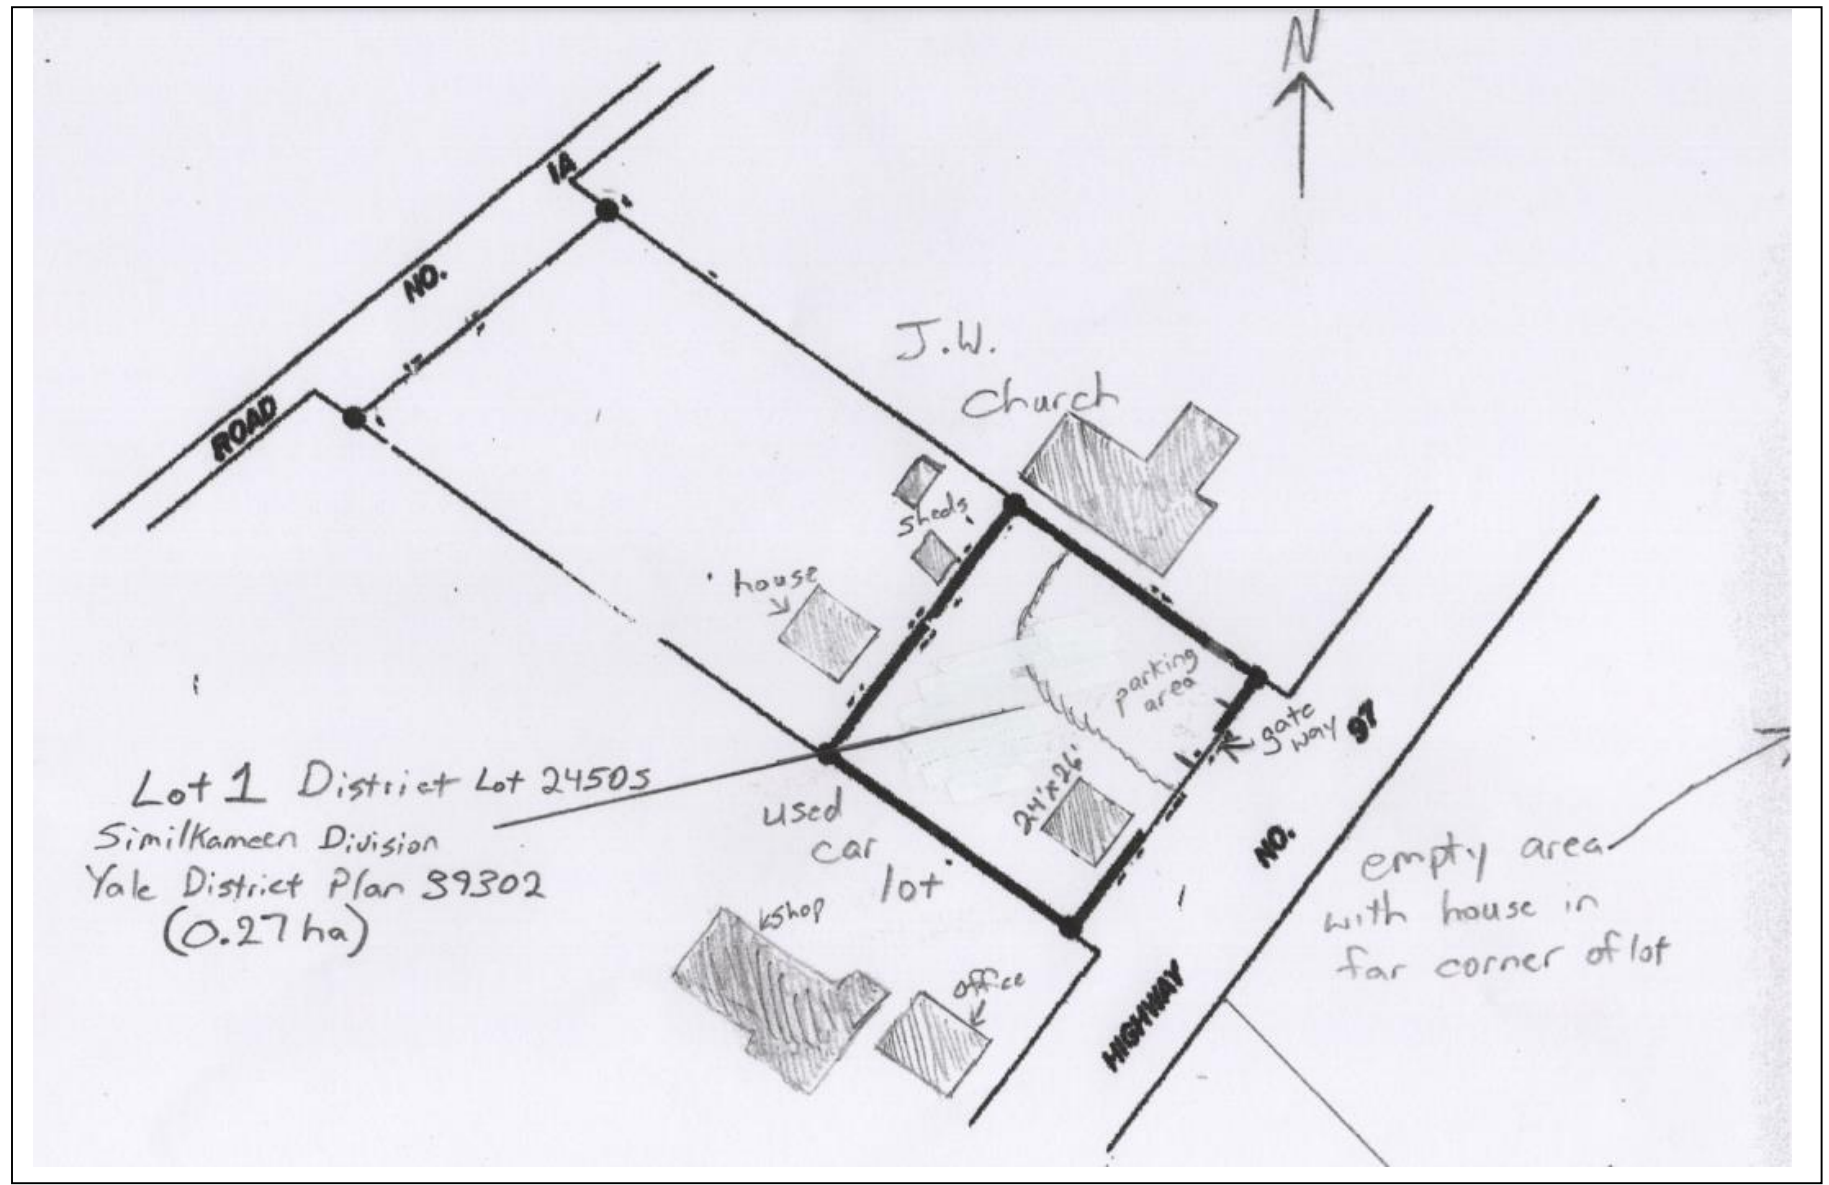 N
ROAD NO. 1A
J.W.
Church
sheds
house
parking
area
gate
way
24'x26'
HIGHWAY NO. 97
Lot 1 District Lot 2450s
Similkameen Division
Yale District Plan 39302
(0.27 ha)
used
car
lot
shop
office
empty area
with house in
far corner of lot